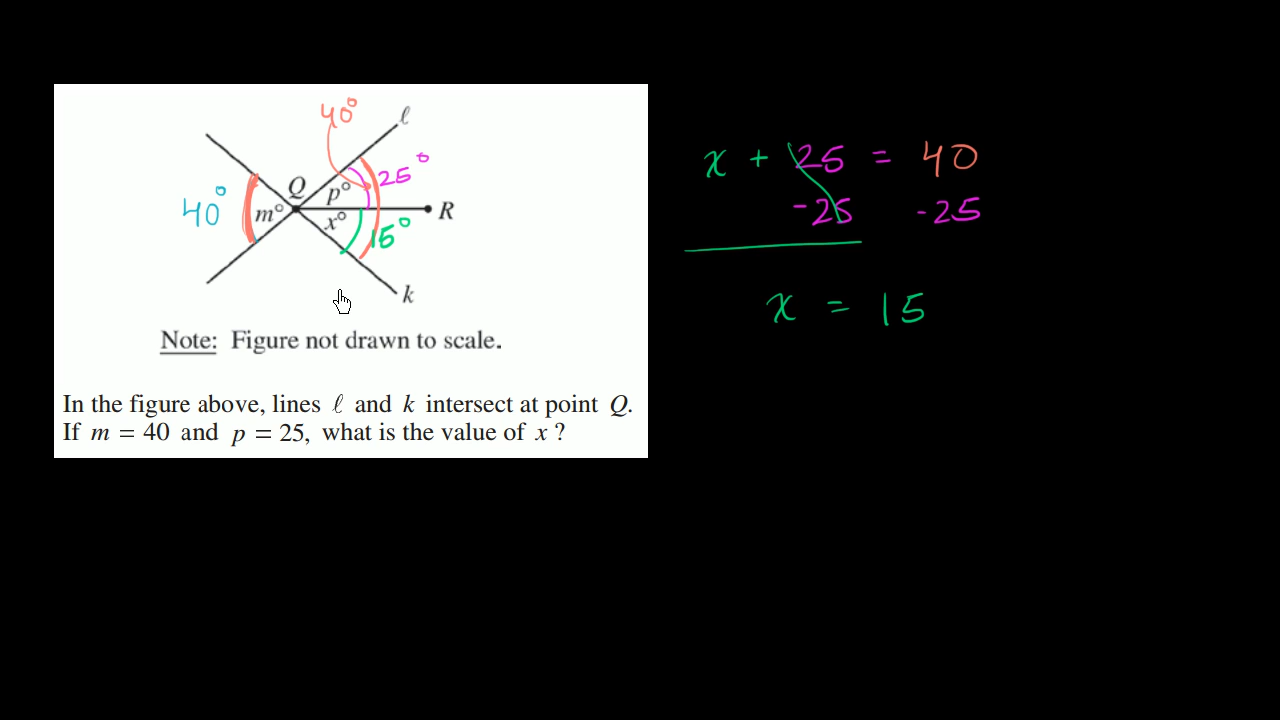 40°
ℓ
25°
Q
p°
40°
m°
R
x°
15°
k
Note: Figure not drawn to scale.
In the figure above, lines ℓ and k intersect at point Q.
If m = 40 and p = 25, what is the value of x ?
x + 25 = 40
-25 -25
x = 15